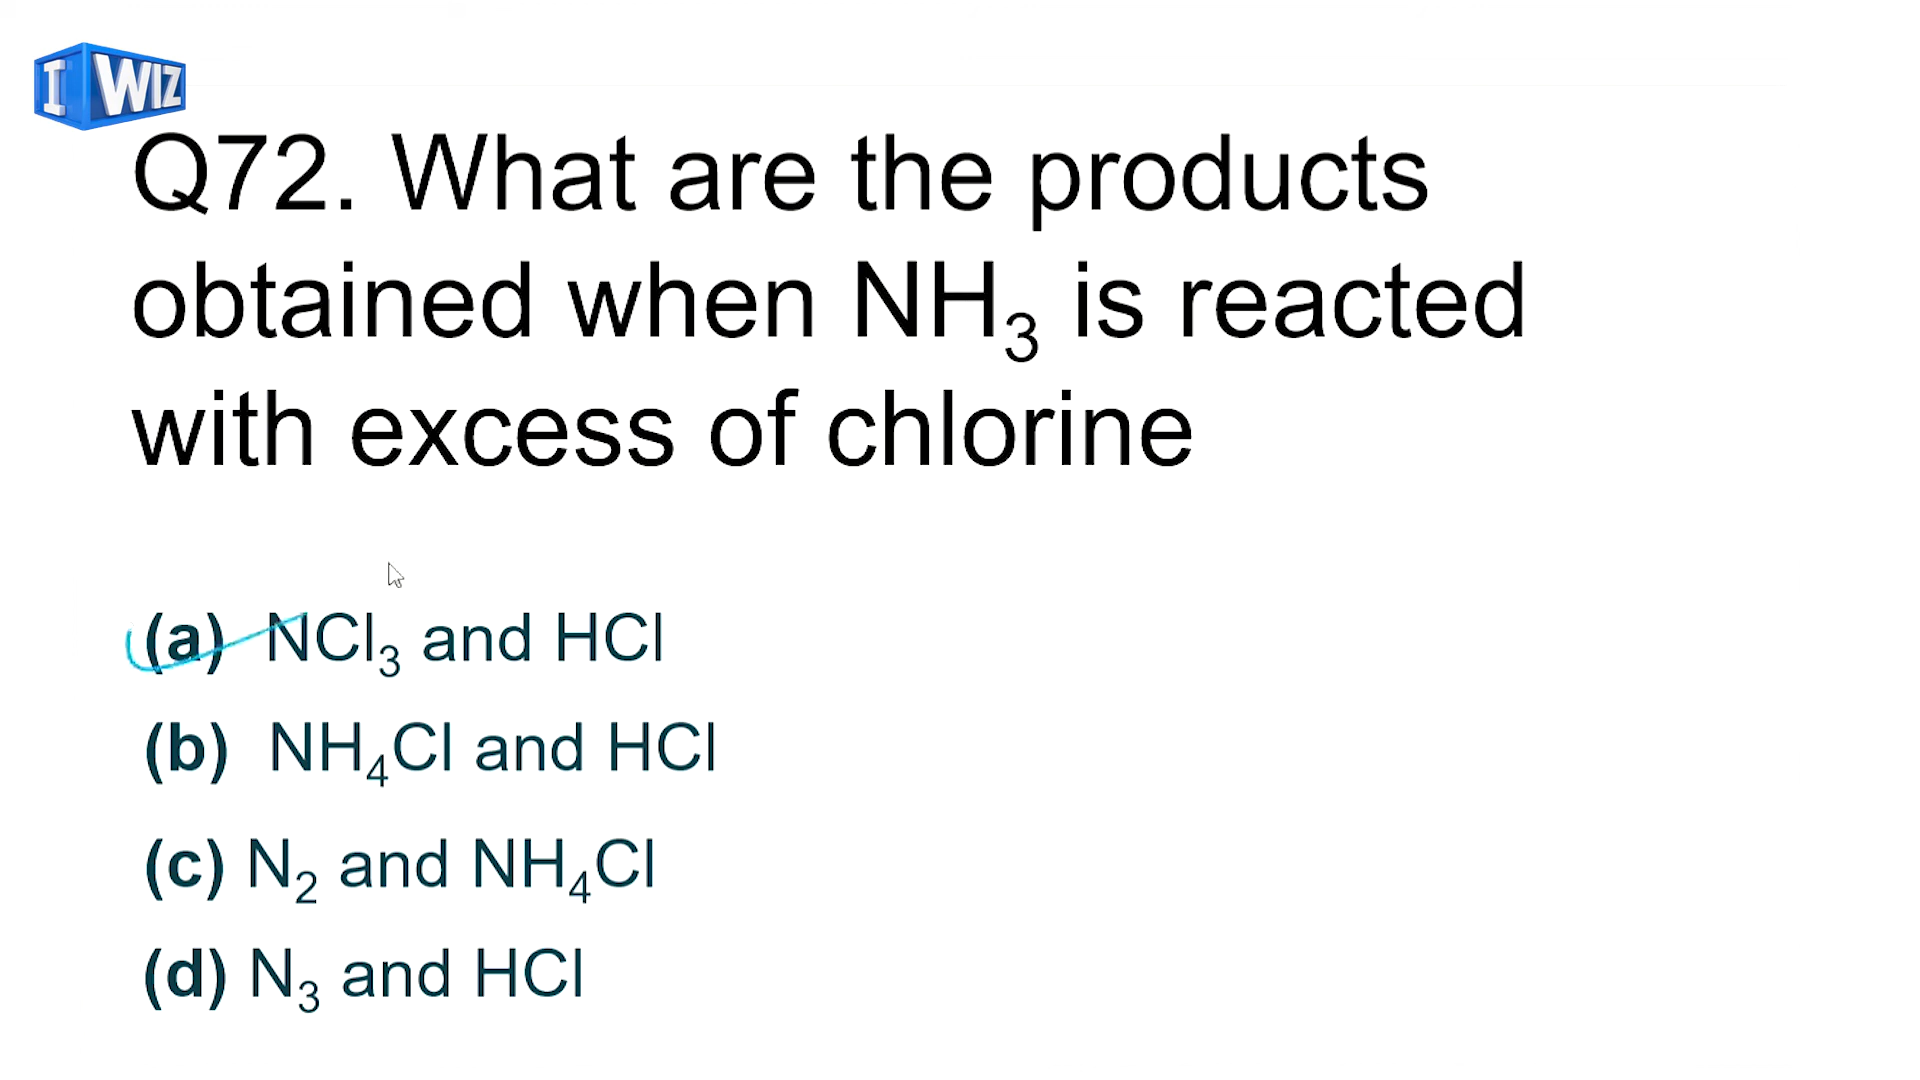 I WIZ
Q72. What are the products
obtained when NH₃ is reacted
with excess of chlorine
(a) NCl₃ and HCl
(b) NH₄Cl and HCl
(c) N₂ and NH₄Cl
(d) N₃ and HCl